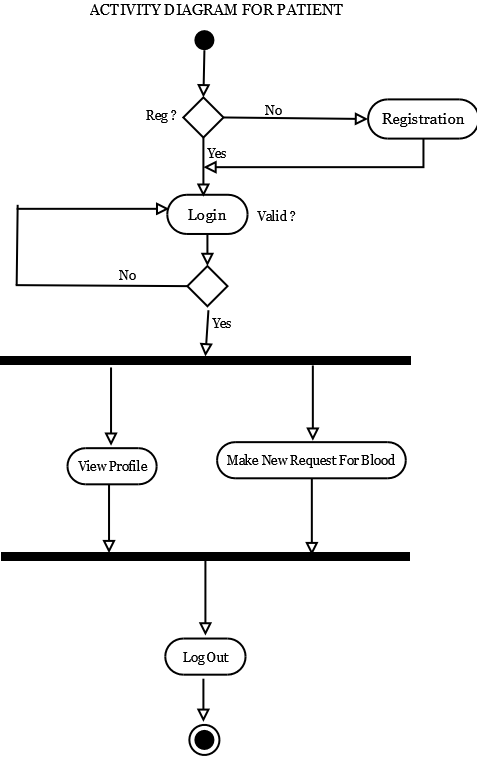 ACTIVITY DIAGRAM FOR PATIENT
Reg ?
No
Registration
Yes
Login
Valid ?
No
Yes
View Profile
Make New Request For Blood
Log Out